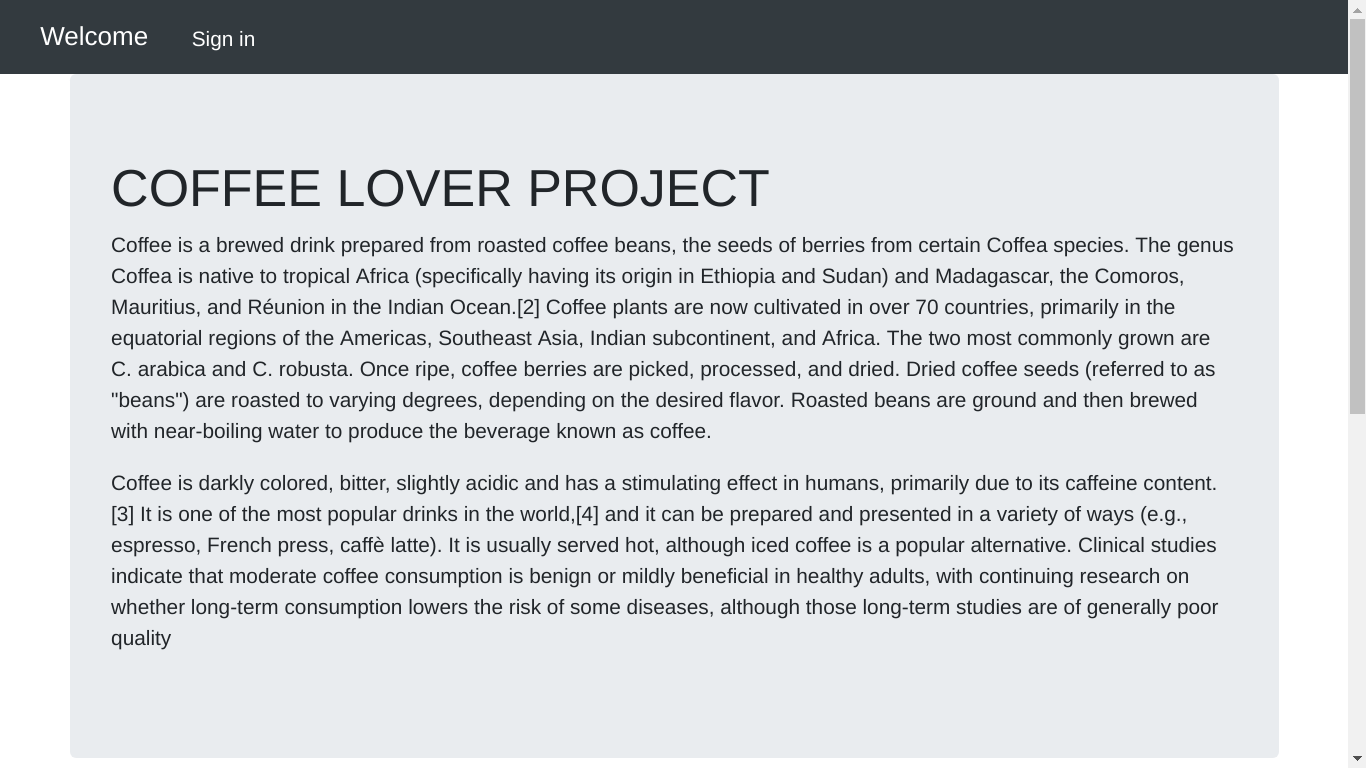 Welcome
Sign in
COFFEE LOVER PROJECT
Coffee is a brewed drink prepared from roasted coffee beans, the seeds of berries from certain Coffea species. The genus
Coffea is native to tropical Africa (specifically having its origin in Ethiopia and Sudan) and Madagascar, the Comoros,
Mauritius, and Réunion in the Indian Ocean.[2] Coffee plants are now cultivated in over 70 countries, primarily in the
equatorial regions of the Americas, Southeast Asia, Indian subcontinent, and Africa. The two most commonly grown are
C. arabica and C. robusta. Once ripe, coffee berries are picked, processed, and dried. Dried coffee seeds (referred to as
"beans") are roasted to varying degrees, depending on the desired flavor. Roasted beans are ground and then brewed
with near-boiling water to produce the beverage known as coffee.
Coffee is darkly colored, bitter, slightly acidic and has a stimulating effect in humans, primarily due to its caffeine content.
[3] It is one of the most popular drinks in the world,[4] and it can be prepared and presented in a variety of ways (e.g.,
espresso, French press, caffè latte). It is usually served hot, although iced coffee is a popular alternative. Clinical studies
indicate that moderate coffee consumption is benign or mildly beneficial in healthy adults, with continuing research on
whether long-term consumption lowers the risk of some diseases, although those long-term studies are of generally poor
quality